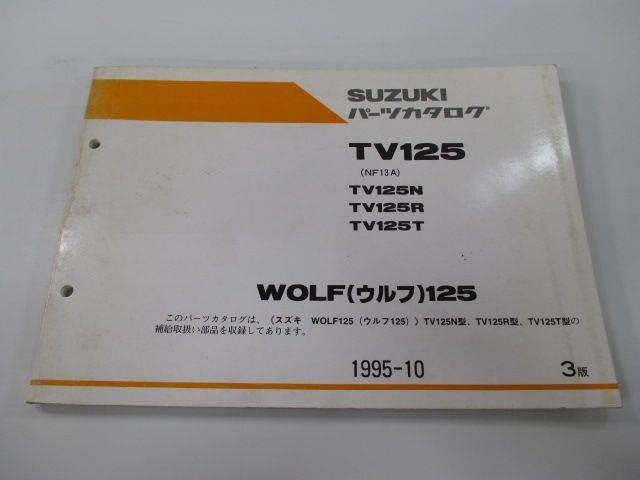 SUZUKI
パーツカタログ
TV125
(NF13A)
TV125N
TV125R
TV125T
WOLF(ウルフ)125
このパーツカタログは、〈スズキ WOLF125（ウルフ125）〉TV125N型、TV125R型、TV125T型の
補給取扱い部品を収録してあります。
1995-10
3版